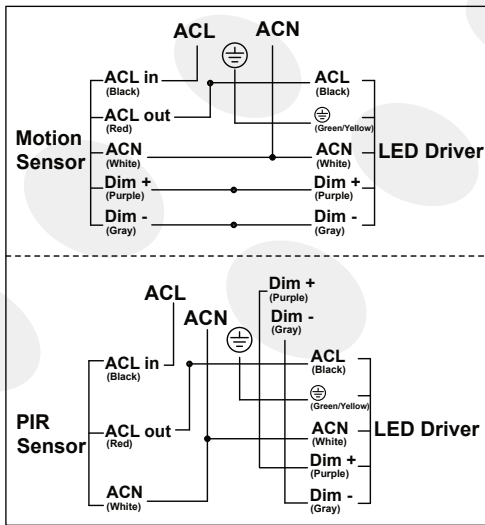 ACL ACN
ACL in
(Black)
ACL out
(Red)
Motion
Sensor
ACN
(White)
Dim +
(Purple)
Dim -
(Gray)
ACL
(Black)
(Green/Yellow)
ACN
(White)
LED Driver
Dim +
(Purple)
Dim -
(Gray)
ACL
ACN
Dim +
(Purple)
Dim -
(Gray)
ACL in
(Black)
PIR
Sensor
ACL out
(Red)
ACN
(White)
ACL
(Black)
(Green/Yellow)
ACN
(White)
LED Driver
Dim +
(Purple)
Dim -
(Gray)